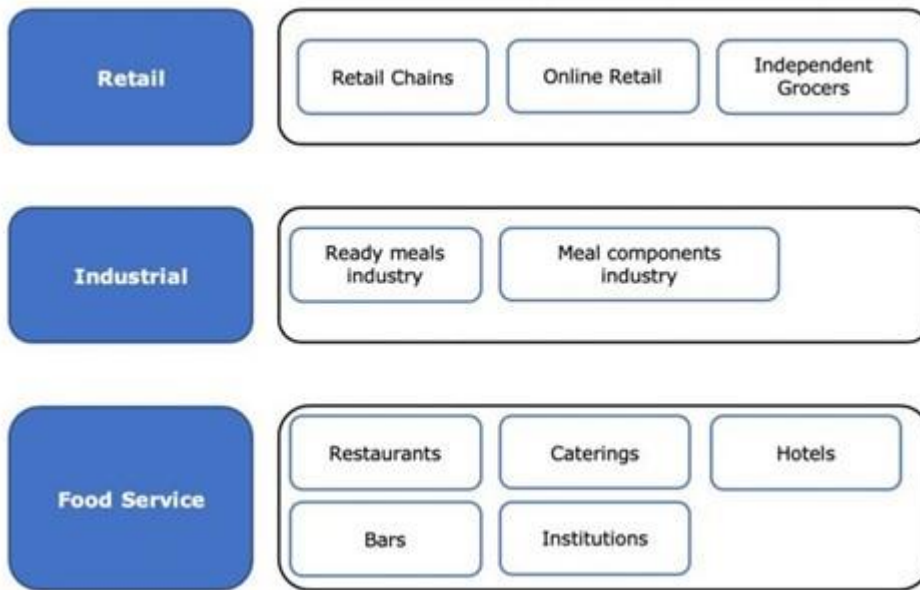 Retail
Retail Chains
Online Retail
Independent
Grocers
Industrial
Ready meals
industry
Meal components
industry
Food Service
Restaurants
Caterings
Hotels
Bars
Institutions